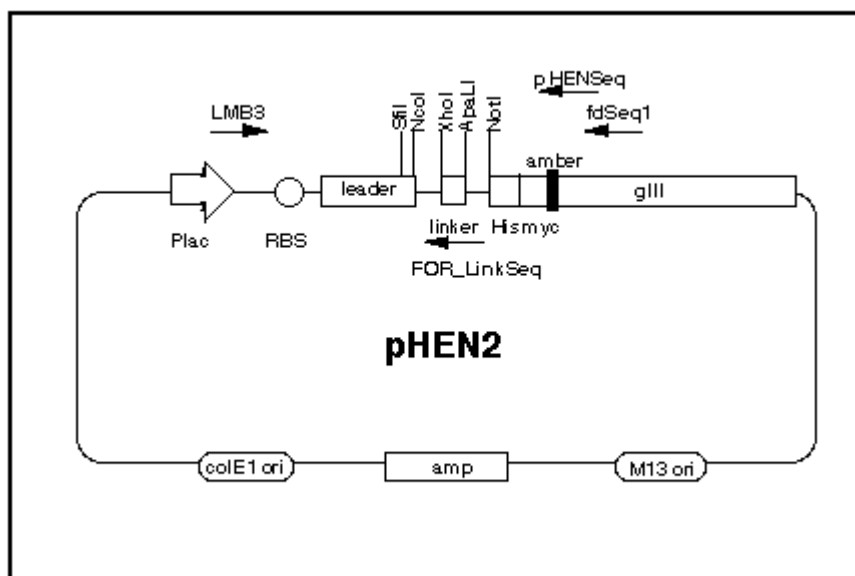 pHENSeq
LMB3
fdSeq1
SfiI
NcoI
XhoI
ApaLI
NotI
amber
leader
gIII
linker
Hismyc
Plac
RBS
FOR_LinkSeq
pHEN2
colE1 ori
amp
M13 ori